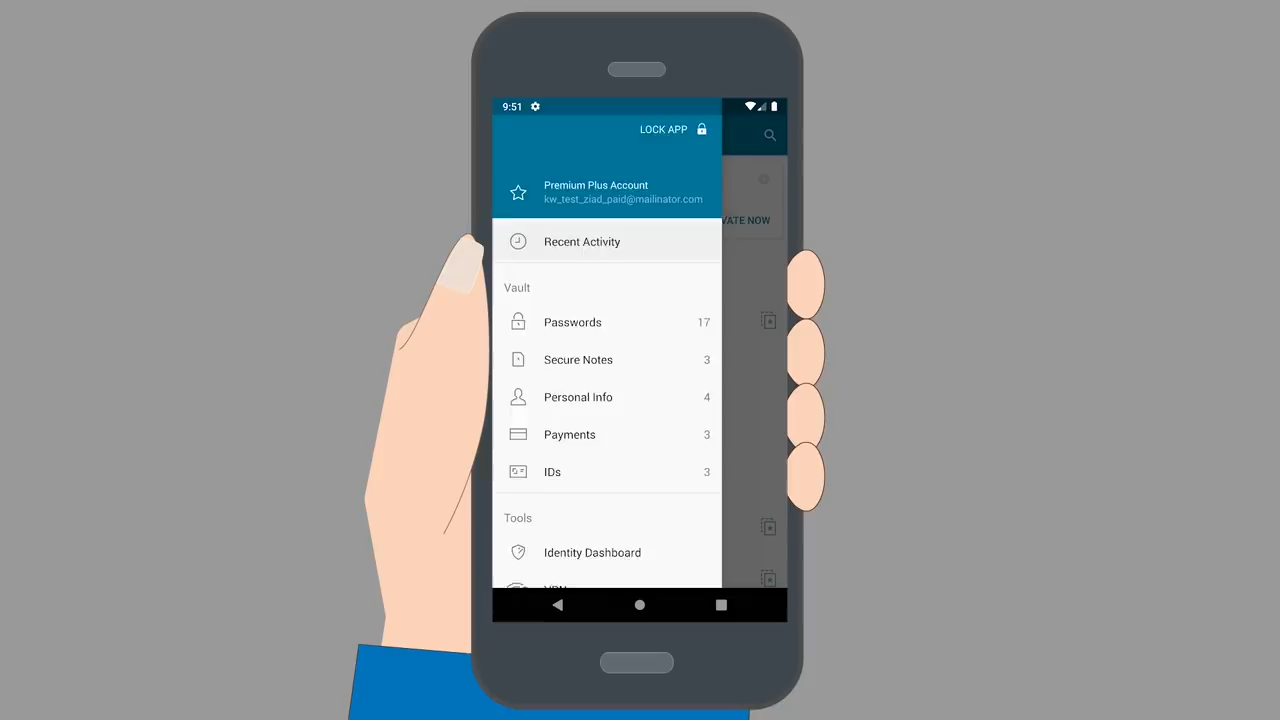 9:51
LOCK APP
Premium Plus Account
kw_test_ziad_paid@mailinator.com
VATE NOW
Recent Activity
Vault
Passwords 17
Secure Notes 3
Personal Info 4
Payments 3
IDs 3
Tools
Identity Dashboard
VPN